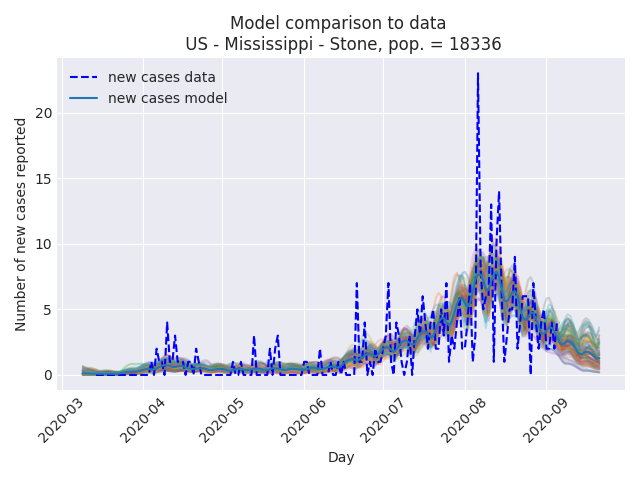 Model comparison to data
US - Mississippi - Stone, pop. = 18336
new cases data
new cases model
Number of new cases reported
20
15
10
5
0
2020-03
2020-04
2020-05
2020-06
2020-07
2020-08
2020-09
Day